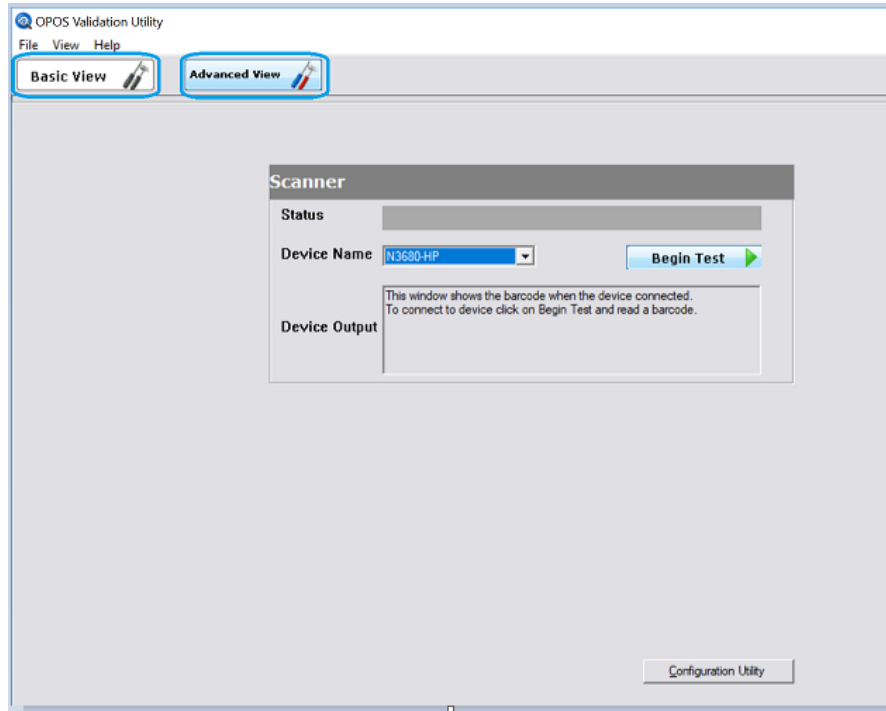 OPOS Validation Utility
File View Help
Basic View
Advanced View
Scanner
Status
Device Name
N3680-HP
Begin Test
Device Output
This window shows the barcode when the device connected.
To connect to device click on Begin Test and read a barcode.
Configuration Utility